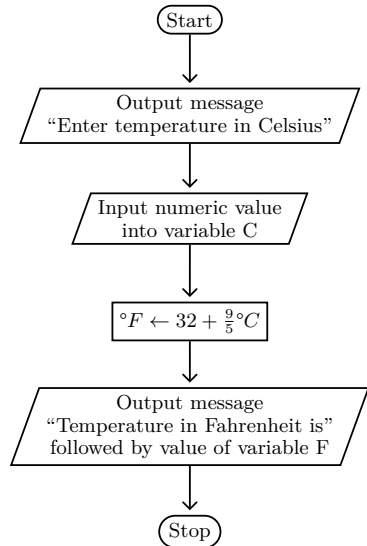 Start
Output message
“Enter temperature in Celsius”
Input numeric value
into variable C
°F ← 32 + 9/5 °C
Output message
“Temperature in Fahrenheit is”
followed by value of variable F
Stop